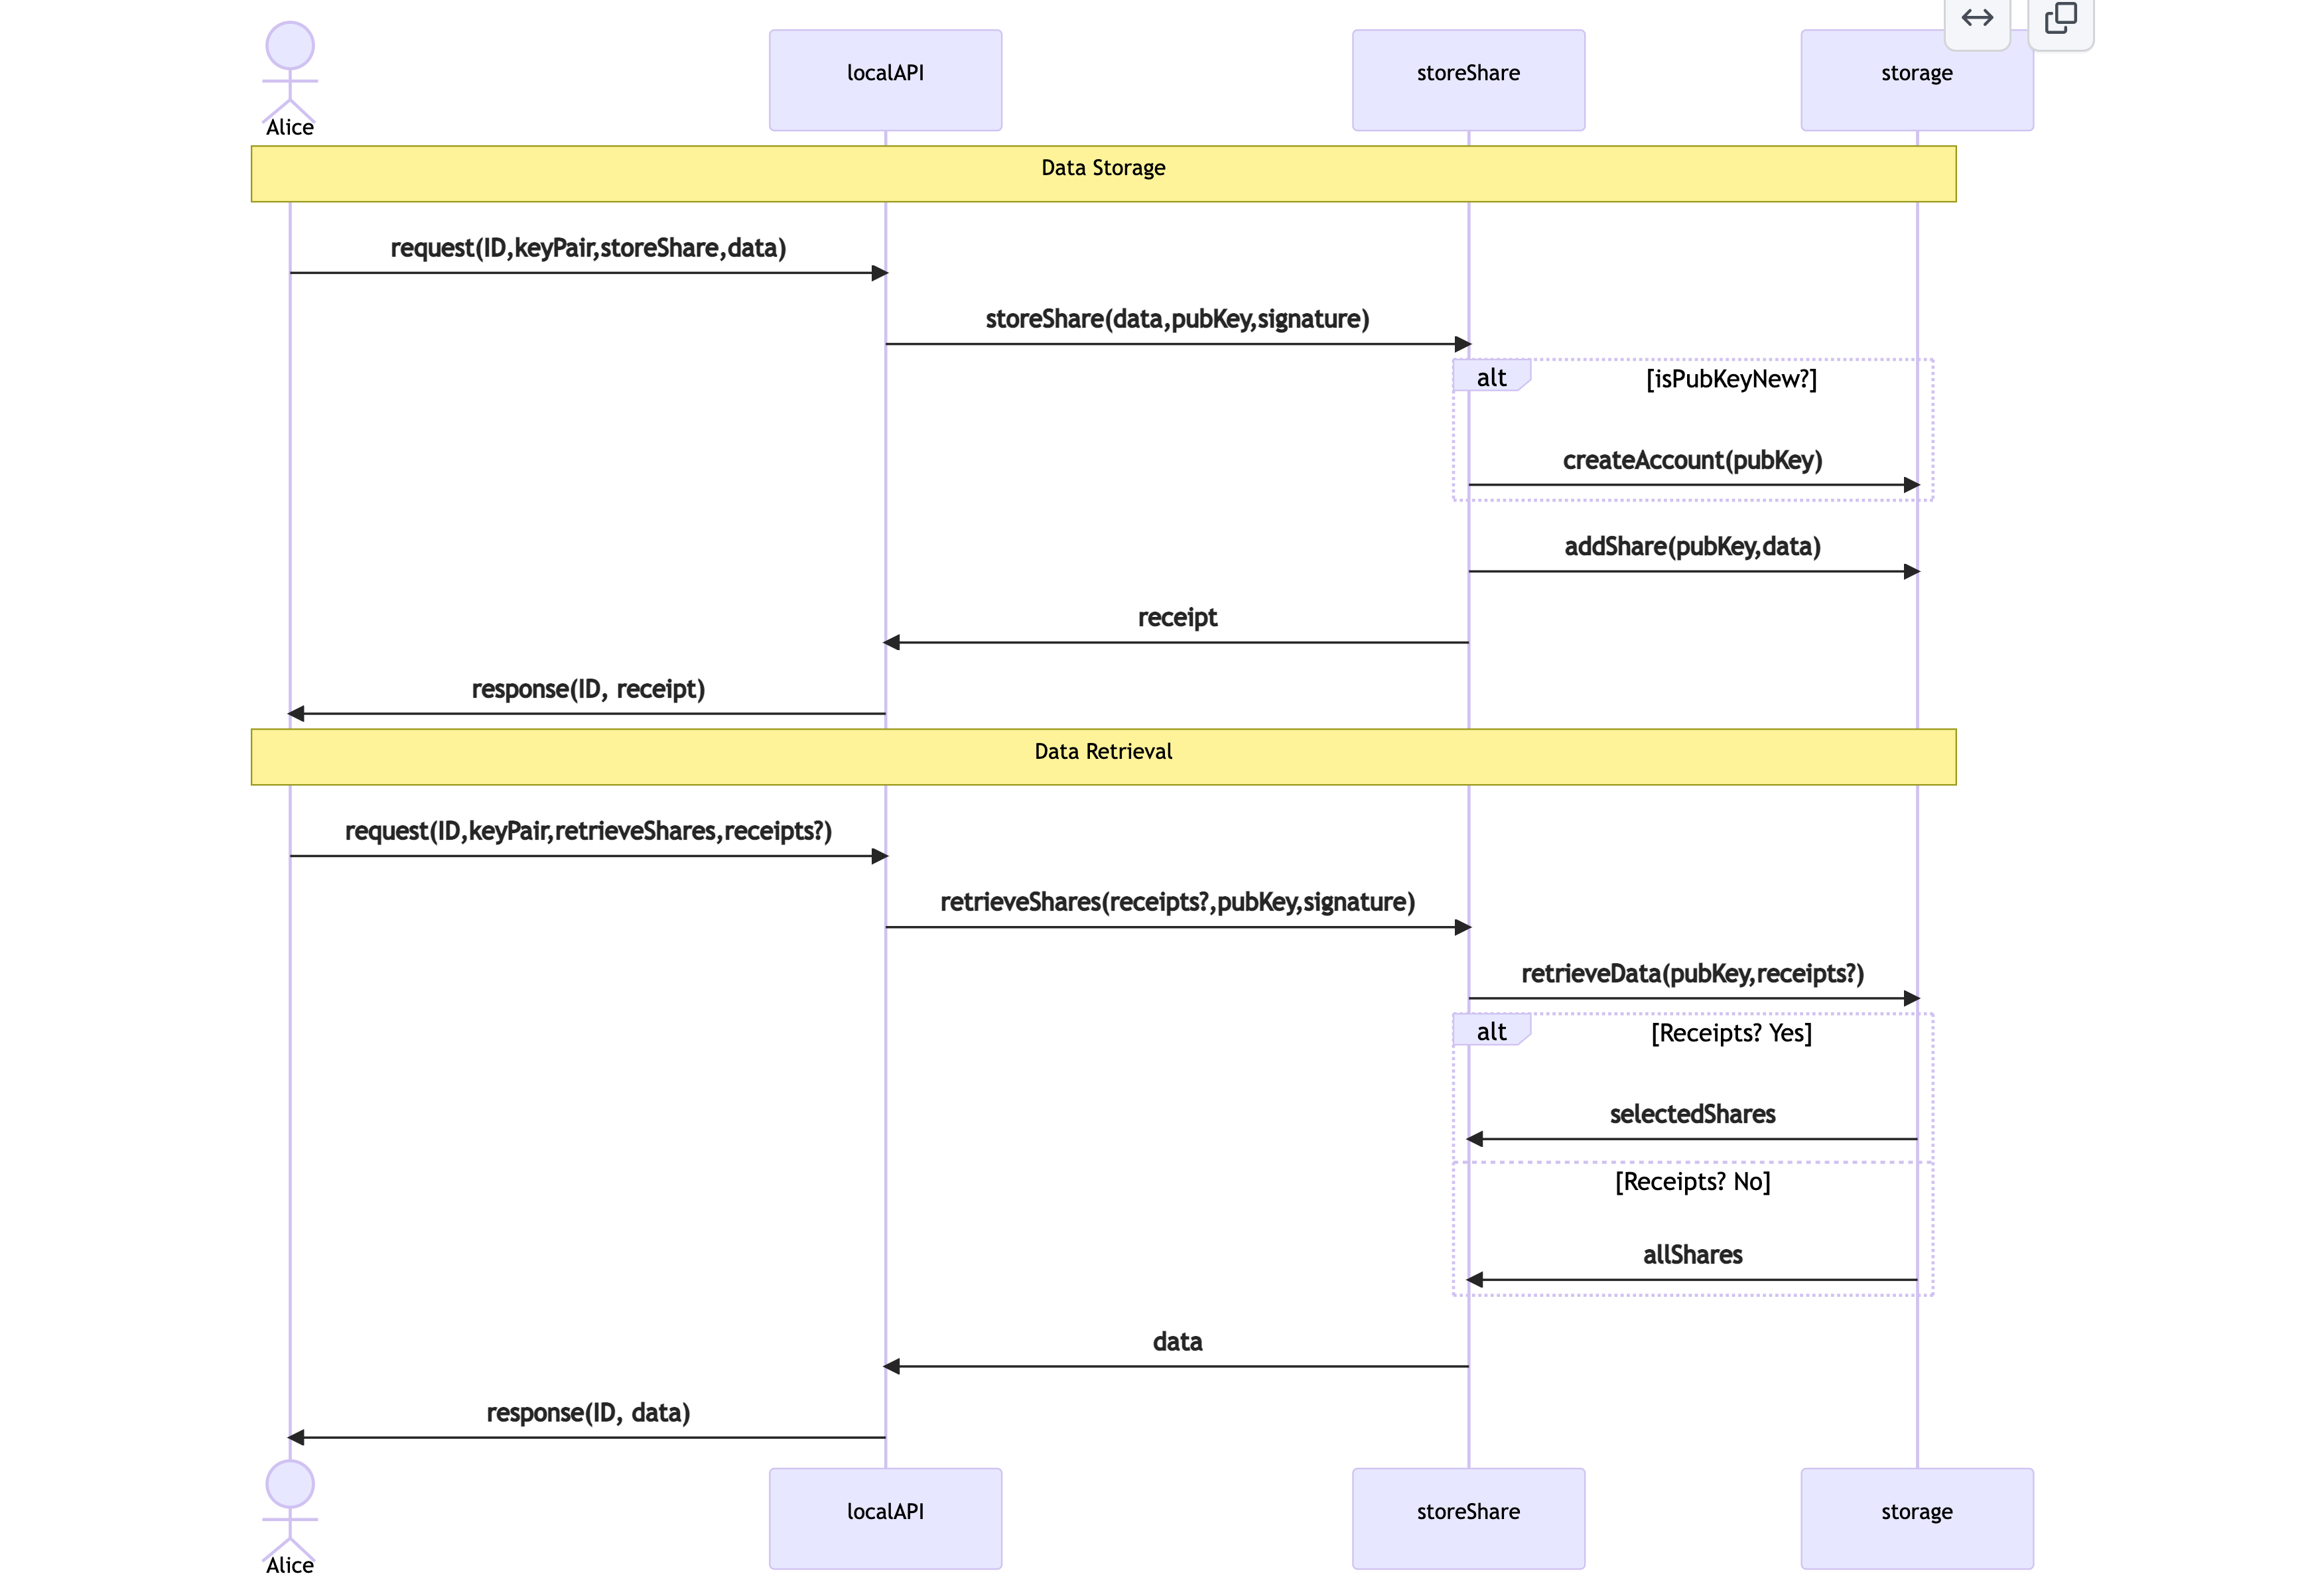 Alice
localAPI
storeShare
storage
Data Storage
request(ID,keyPair,storeShare,data)
storeShare(data,pubKey,signature)
alt
[isPubKeyNew?]
createAccount(pubKey)
addShare(pubKey,data)
receipt
response(ID, receipt)
Data Retrieval
request(ID,keyPair,retrieveShares,receipts?)
retrieveShares(receipts?,pubKey,signature)
retrieveData(pubKey,receipts?)
alt
[Receipts? Yes]
selectedShares
[Receipts? No]
allShares
data
response(ID, data)
Alice
localAPI
storeShare
storage